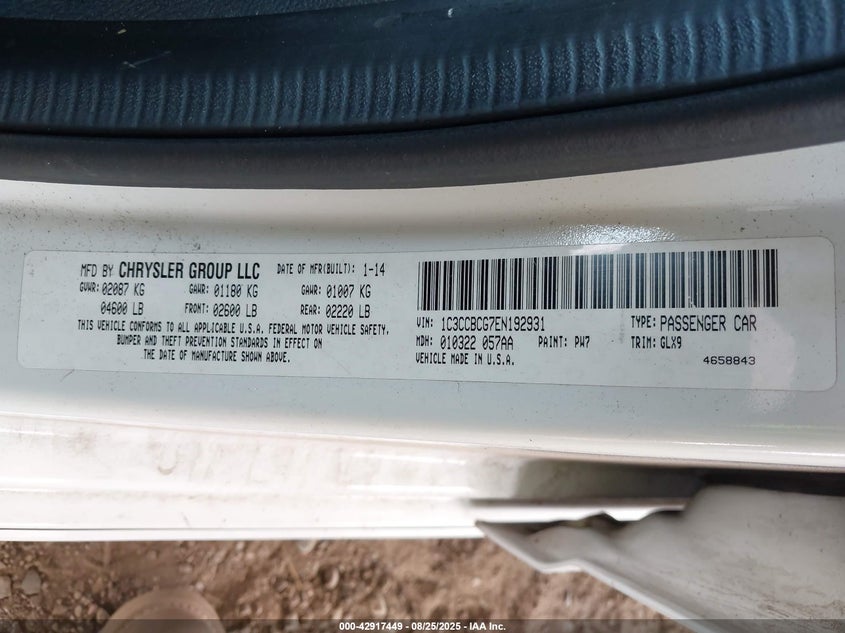 MFD BY CHRYSLER GROUP LLC DATE OF MFR(BUILT): 1-14
GVWR: 02087 KG GAWR: 01180 KG GAWR: 01007 KG
04600 LB FRONT: 02600 LB REAR: 02220 LB
THIS VEHICLE CONFORMS TO ALL APPLICABLE U.S.A. FEDERAL MOTOR VEHICLE SAFETY,
BUMPER AND THEFT PREVENTION STANDARDS IN EFFECT ON
THE DATE OF MANUFACTURE SHOWN ABOVE.
VIN: 1C3CCBCG7EN192931 TYPE: PASSENGER CAR
MDH: 010322 057AA PAINT: PW7 TRIM: GLX9
VEHICLE MADE IN U.S.A. 4658843
000-42917449 - 08/25/2025 - IAA Inc.